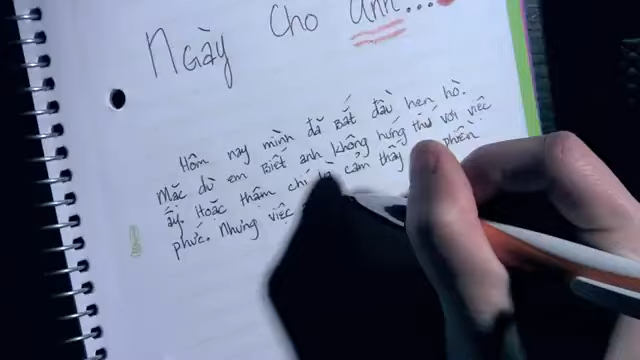 Ngày cho anh...
Hôm nay mình đã bắt đầu hẹn hò.
Mặc dù em biết anh không hứng thú với việc
ấy. Hoặc thậm chí là cảm thấy phiền
phức. Nhưng việc